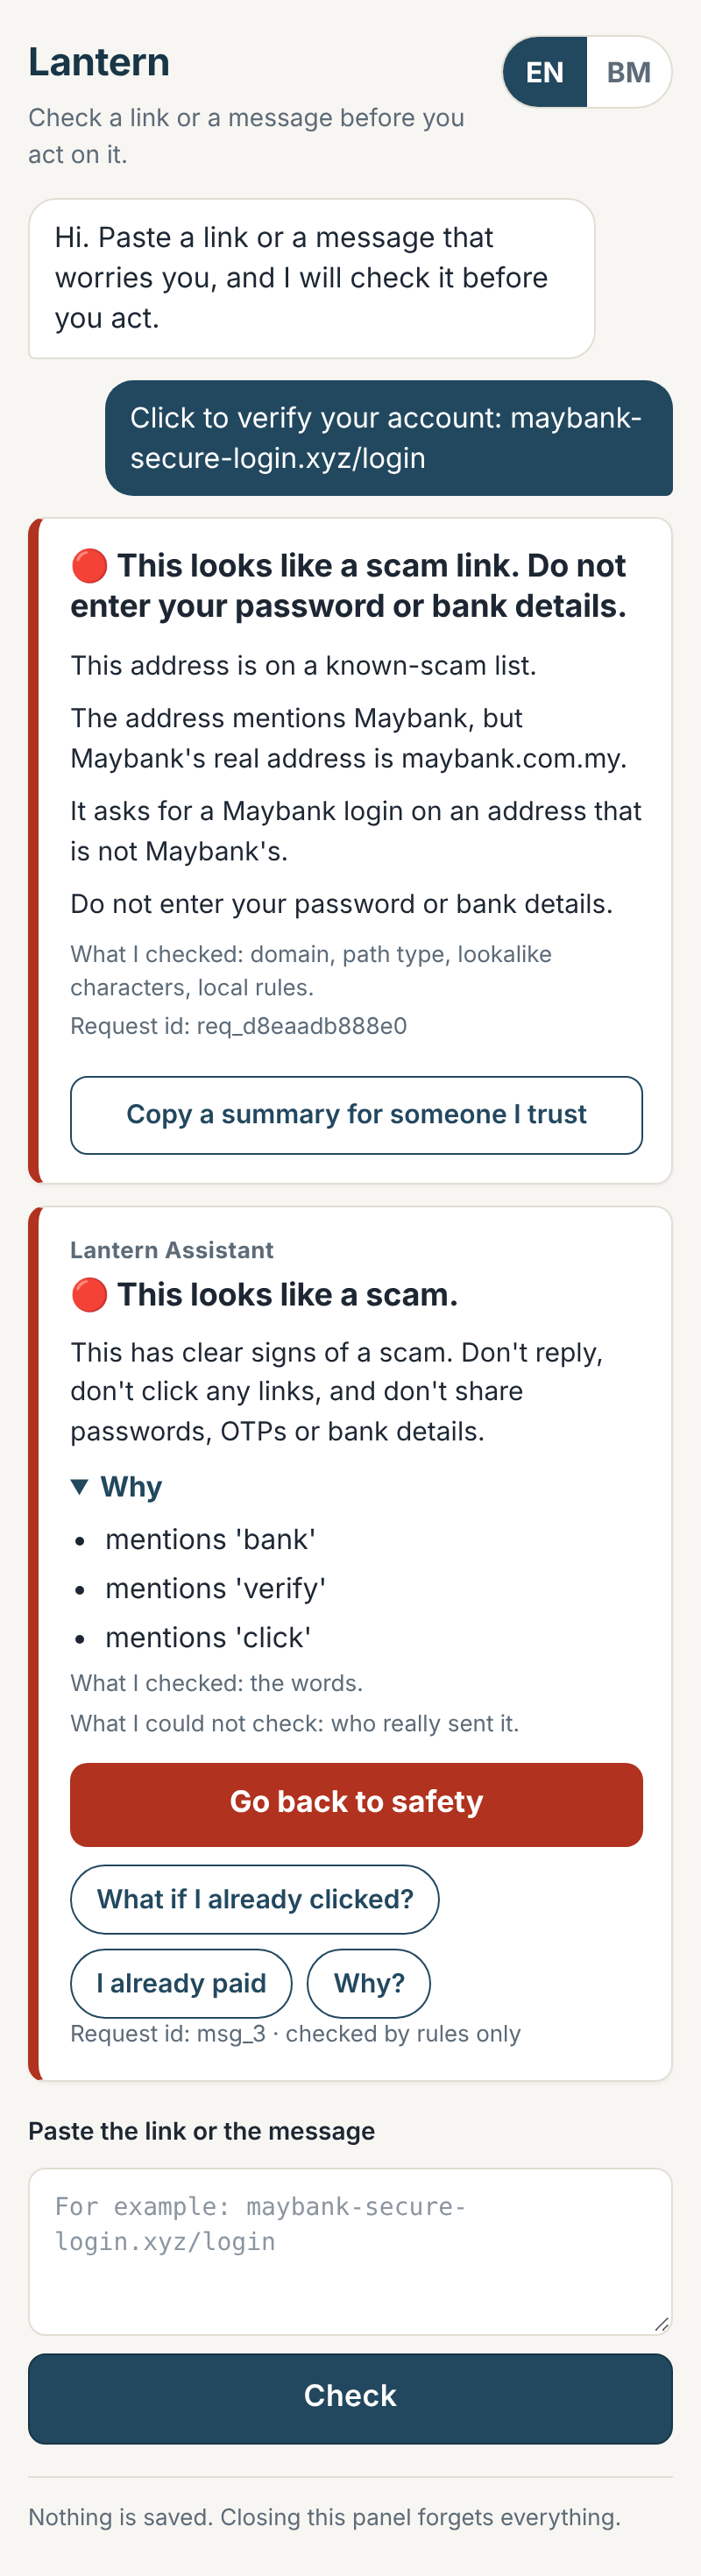 Lantern
EN BM
Check a link or a message before you
act on it.
Hi. Paste a link or a message that
worries you, and I will check it before
you act.
Click to verify your account: maybank-
secure-login.xyz/login
🔴 This looks like a scam link. Do not
enter your password or bank details.
This address is on a known-scam list.
The address mentions Maybank, but
Maybank's real address is maybank.com.my.
It asks for a Maybank login on an address that
is not Maybank's.
Do not enter your password or bank details.
What I checked: domain, path type, lookalike
characters, local rules.
Request id: req_d8eaadb888e0
Copy a summary for someone I trust
Lantern Assistant
🔴 This looks like a scam.
This has clear signs of a scam. Don't reply,
don't click any links, and don't share
passwords, OTPs or bank details.
▼ Why
• mentions 'bank'
• mentions 'verify'
• mentions 'click'
What I checked: the words.
What I could not check: who really sent it.
Go back to safety
What if I already clicked?
I already paid Why?
Request id: msg_3 · checked by rules only
Paste the link or the message
For example: maybank-secure-
login.xyz/login
Check
Nothing is saved. Closing this panel forgets everything.